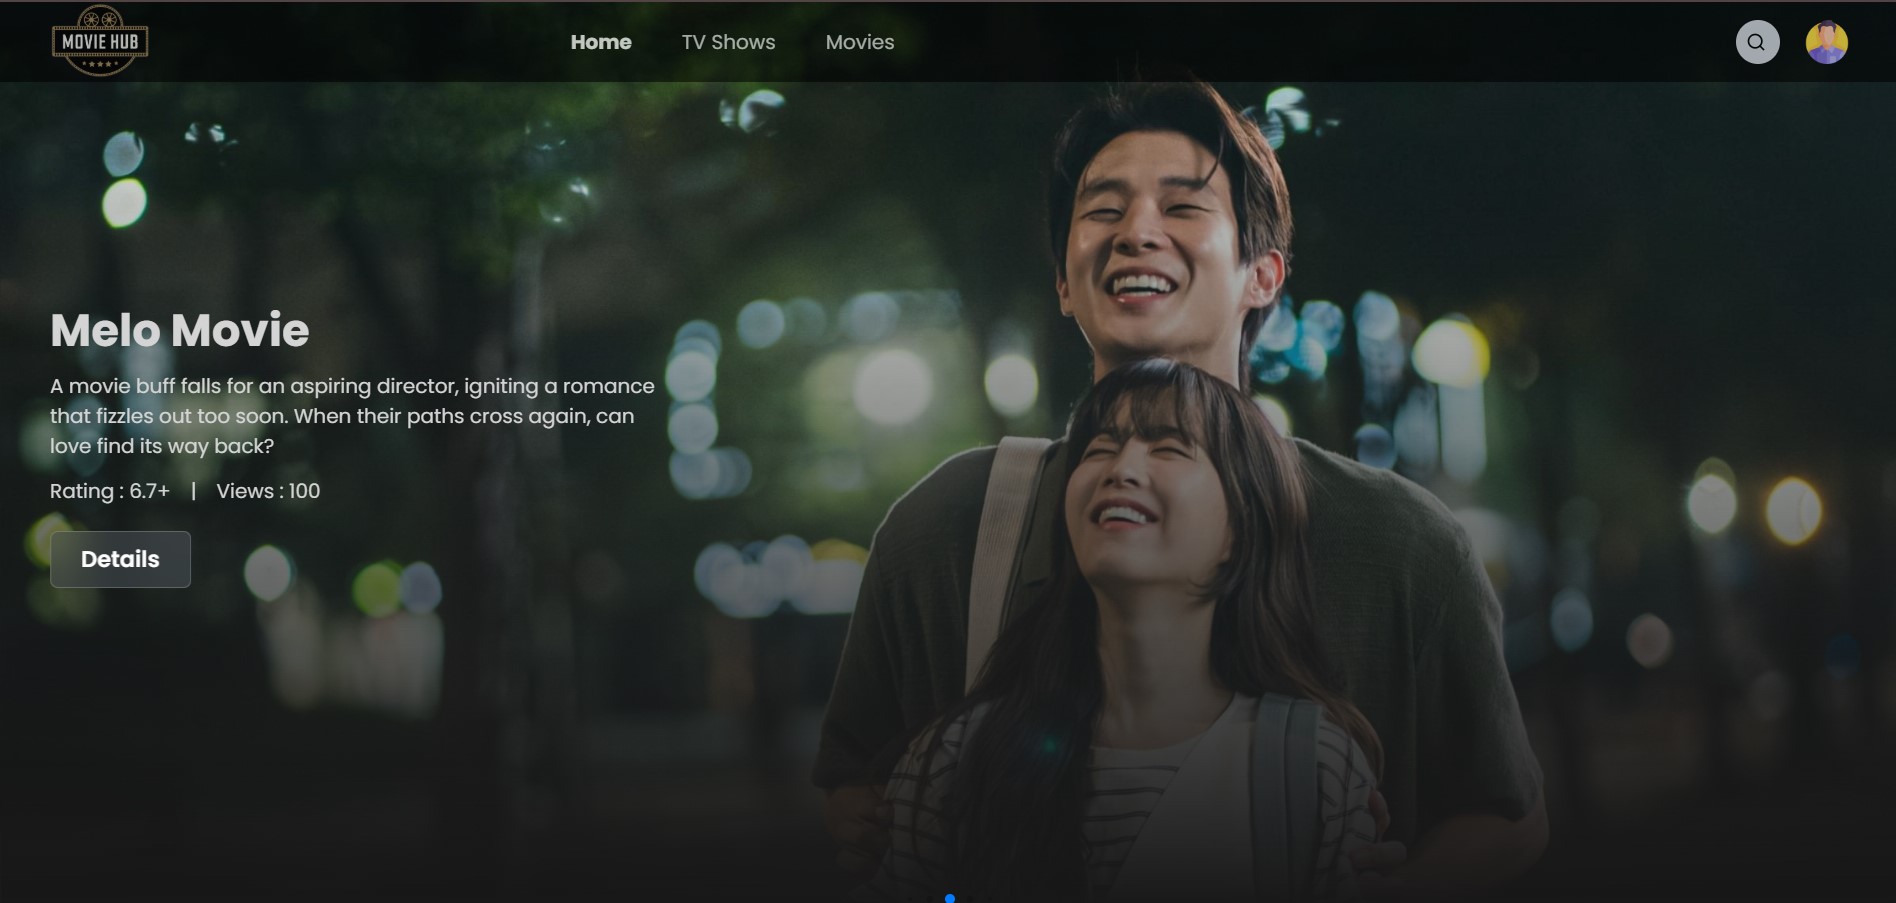 MOVIE HUB
Home
TV Shows
Movies
Melo Movie
A movie buff falls for an aspiring director, igniting a romance
that fizzles out too soon. When their paths cross again, can
love find its way back?
Rating : 6.7+ | Views : 100
Details